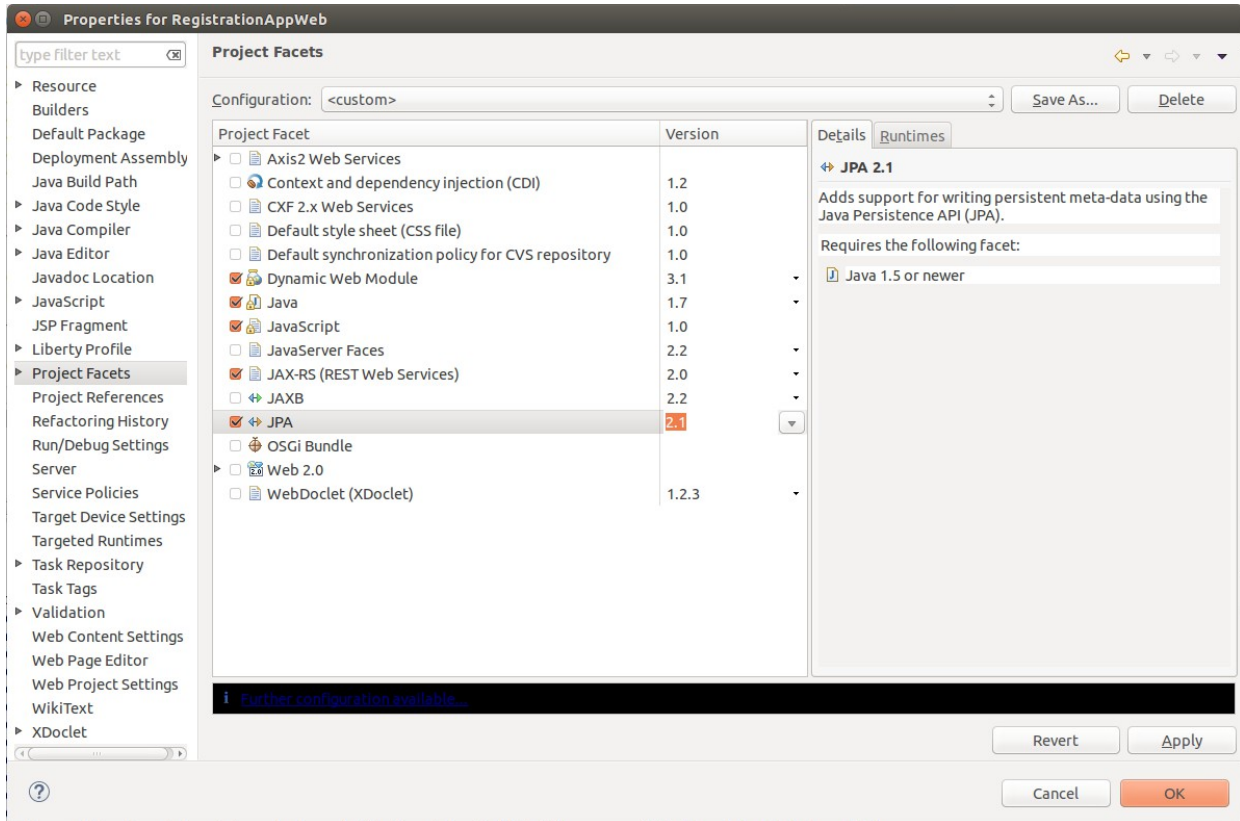 Properties for RegistrationAppWeb
type filter text
Resource
Builders
Default Package
Deployment Assembly
Java Build Path
Java Code Style
Java Compiler
Java Editor
Javadoc Location
JavaScript
JSP Fragment
Liberty Profile
Project Facets
Project References
Refactoring History
Run/Debug Settings
Server
Service Policies
Target Device Settings
Targeted Runtimes
Task Repository
Task Tags
Validation
Web Content Settings
Web Page Editor
Web Project Settings
WikiText
XDoclet
Project Facets
Configuration: <custom> Save As... Delete
Project Facet Version
Axis2 Web Services
Context and dependency injection (CDI) 1.2
CXF 2.x Web Services 1.0
Default style sheet (CSS file) 1.0
Default synchronization policy for CVS repository 1.0
Dynamic Web Module 3.1
Java 1.7
JavaScript 1.0
JavaServer Faces 2.2
JAX-RS (REST Web Services) 2.0
JAXB 2.2
JPA 2.1
OSGi Bundle
2.0 Web 2.0
WebDoclet (XDoclet) 1.2.3
Details Runtimes
JPA 2.1
Adds support for writing persistent meta-data using the
Java Persistence API (JPA).
Requires the following facet:
Java 1.5 or newer
i Further configuration available...
Revert Apply
? Cancel OK